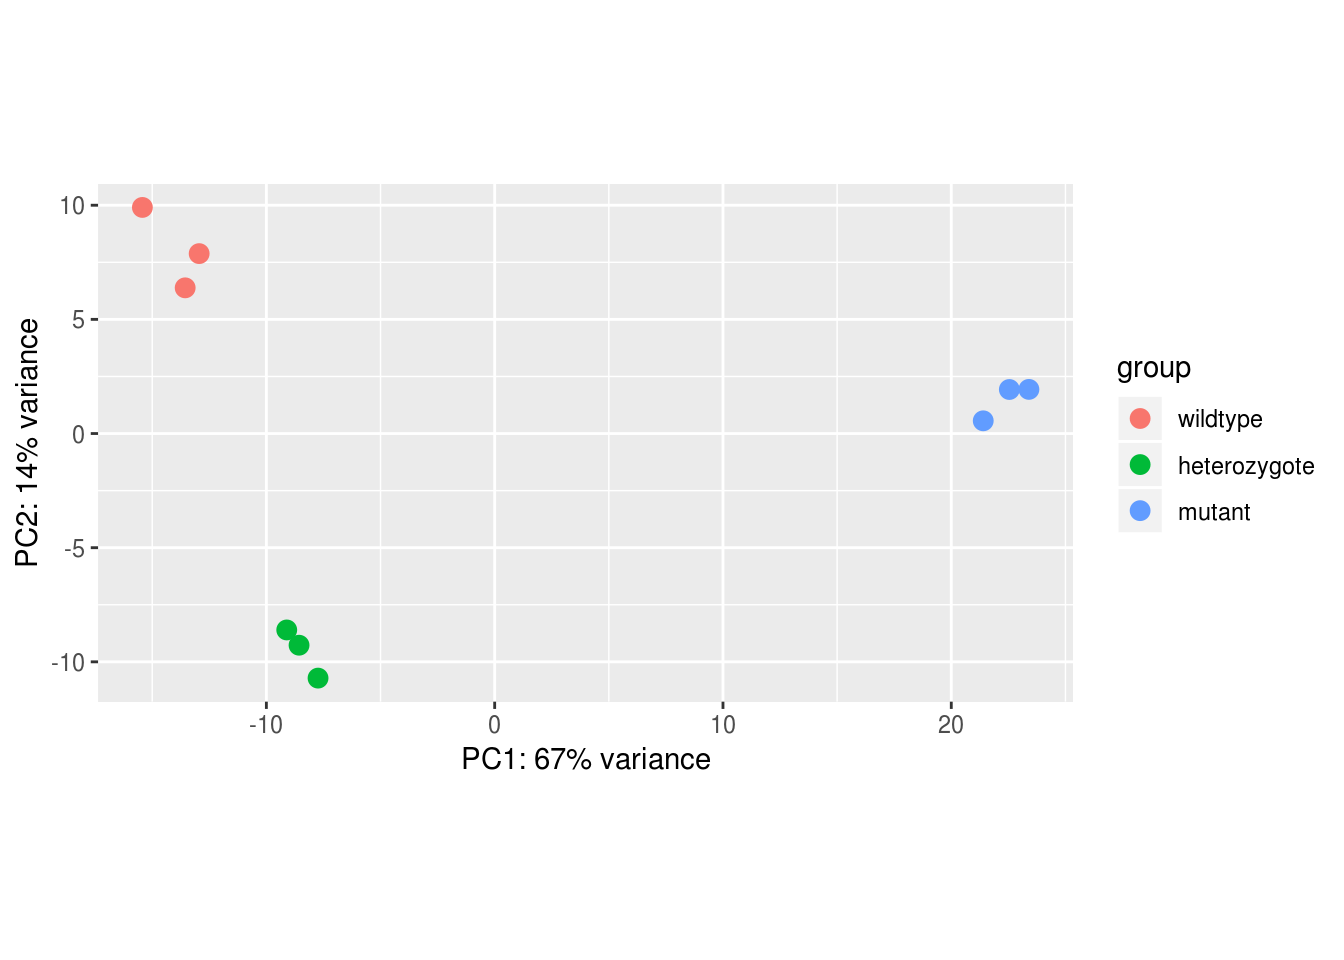 PC2: 14% variance
10
5
0
-5
-10
-10
0
10
20
PC1: 67% variance
group
wildtype
heterozygote
mutant